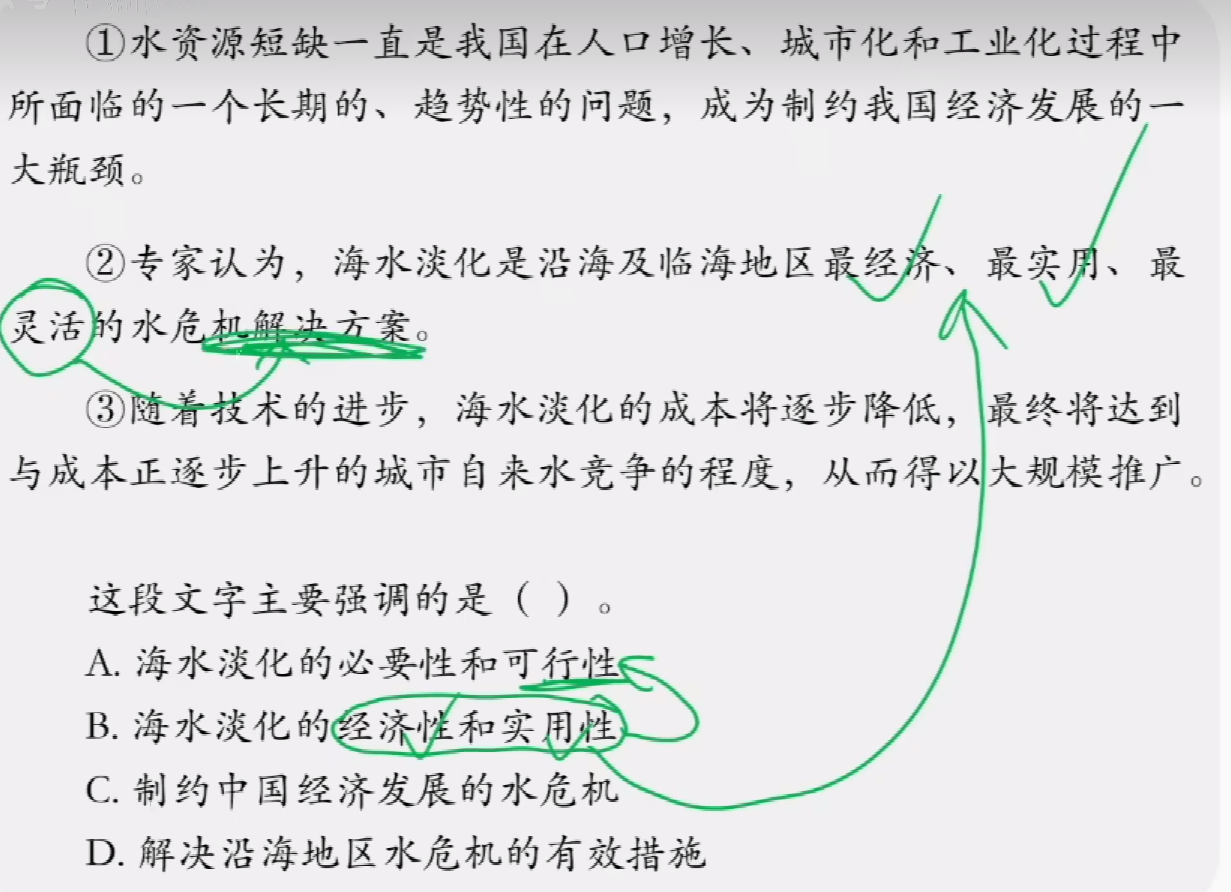 ①水资源短缺一直是我国在人口增长、城市化和工业化过程中
所面临的一个长期的、趋势性的问题，成为制约我国经济发展的一
大瓶颈。
②专家认为，海水淡化是沿海及临海地区最经济、最实用、最
灵活的水危机解决方案。
③随着技术的进步，海水淡化的成本将逐步降低，最终将达到
与成本正逐步上升的城市自来水竞争的程度，从而得以大规模推广。
这段文字主要强调的是（ ）。
A. 海水淡化的必要性和可行性
B. 海水淡化的经济性和实用性
C. 制约中国经济发展的水危机
D. 解决沿海地区水危机的有效措施